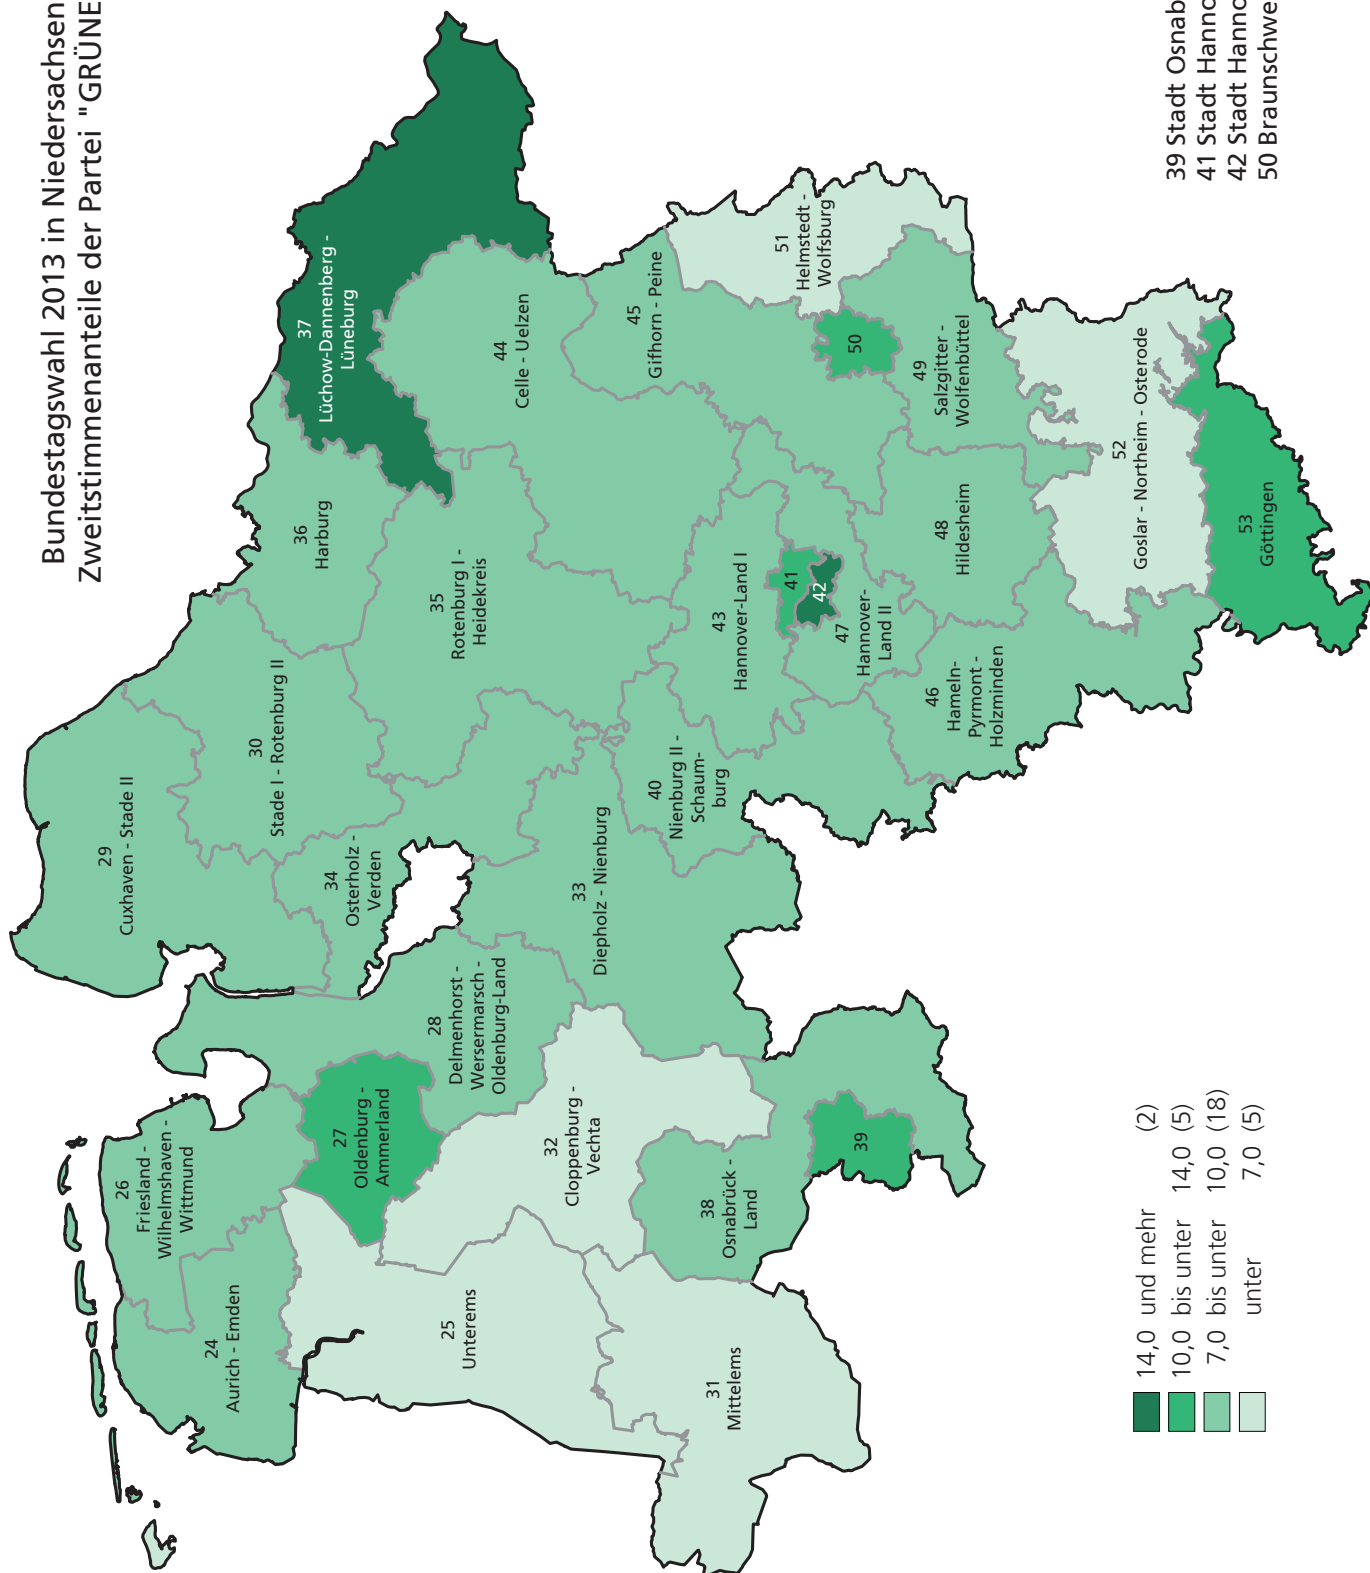 Bundestagswahl 2013 in Niedersachsen
Zweitstimmenanteile der Partei "GRÜNE
24
Aurich - Emden
26
Friesland -
Wilhelmshaven -
Wittmund
29
Cuxhaven - Stade II
30
Stade I - Rotenburg II
36
Harburg
37
Lüchow-Dannenberg -
Lüneburg
27
Oldenburg -
Ammerland
34
Osterholz -
Verden
28
Delmenhorst -
Wersermarsch -
Oldenburg-Land
35
Rotenburg I -
Heidekreis
44
Celle - Uelzen
25
Unterems
32
Cloppenburg -
Vechta
33
Diepholz - Nienburg
45
Gifhorn - Peine
31
Mittelems
38
Osnabrück -
Land
40
Nienburg II -
Schaum-
burg
43
Hannover-Land I
41
42
47
Hannover-
Land II
51
Helmstedt -
Wolfsburg
50
39
46
Hameln-
Pyrmont -
Holzminden
48
Hildesheim
49
Salzgitter -
Wolfenbüttel
52
Goslar - Northeim - Osterode
53
Göttingen
14,0 und mehr (2)
10,0 bis unter 14,0 (5)
7,0 bis unter 10,0 (18)
unter 7,0 (5)
39 Stadt Osnab
41 Stadt Hanno
42 Stadt Hanno
50 Braunschwe